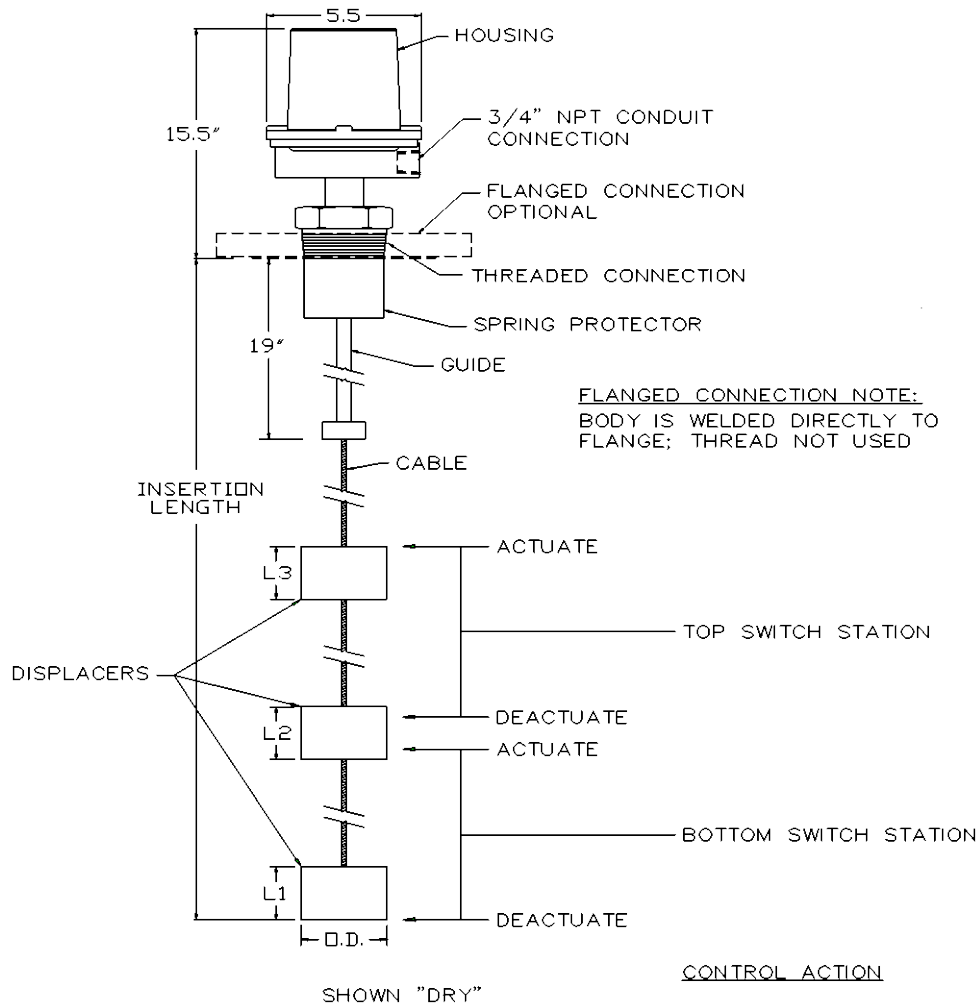 5.5
HOUSING
15.5"
3/4" NPT CONDUIT
CONNECTION
FLANGED CONNECTION
OPTIONAL
THREADED CONNECTION
SPRING PROTECTOR
19"
GUIDE
FLANGED CONNECTION NOTE:
BODY IS WELDED DIRECTLY TO
FLANGE; THREAD NOT USED
CABLE
INSERTION
LENGTH
ACTUATE
L3
TOP SWITCH STATION
DISPLACERS
DEACTUATE
L2
ACTUATE
BOTTOM SWITCH STATION
L1
DEACTUATE
O.D.
CONTROL ACTION
SHOWN "DRY"